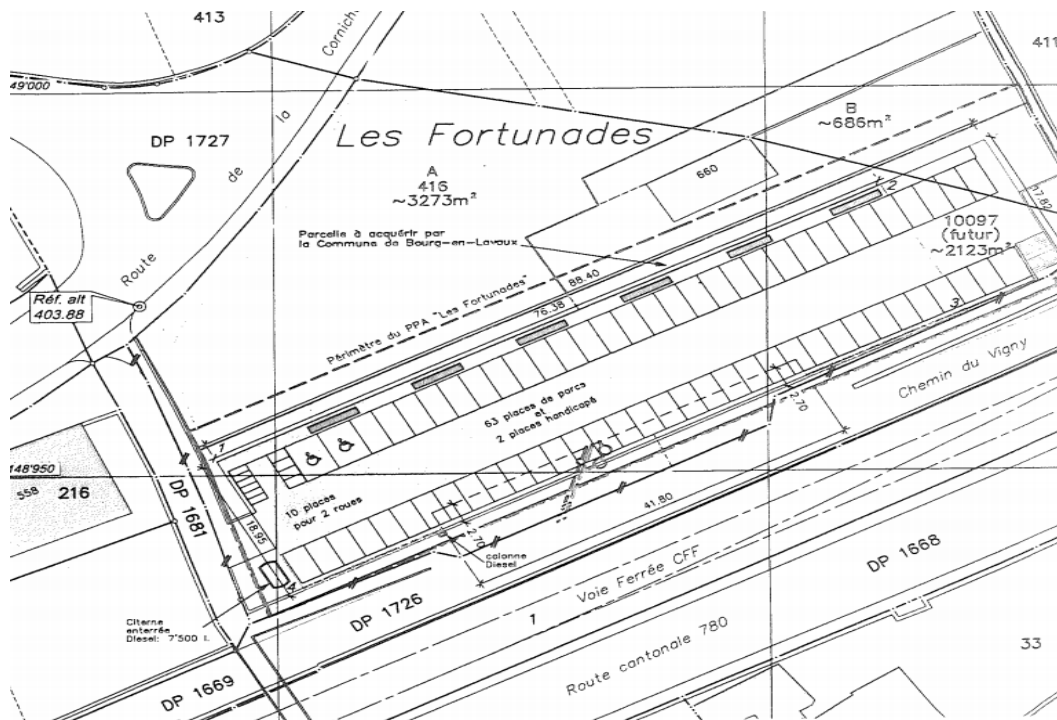 413
411
49'000
Corniche
la
de
Route
DP 1727
Les Fortunades
B
~686m²
A
416
~3273m²
660
Parcelle à acquérir par
la Commune de Bourg-en-Lavaux
2
17.82
10097
(futur)
~2123m²
Réf. alt
403.88
88.40
76.38
Périmètre du PPA "Les Fortunades"
3
Chemin du Vigny
63 places de parcs
et
2 places handicapé
2.70
1
148'950
558
216
DP 1681
10 places
pour 2 roues
18.95
41.80
2.70
colonne
Diesel
4
Voie Ferrée CFF
DP 1668
Citerne
enterrée
Diesel: 7'500 l.
DP 1726
1
Route cantonale 780
33
DP 1669